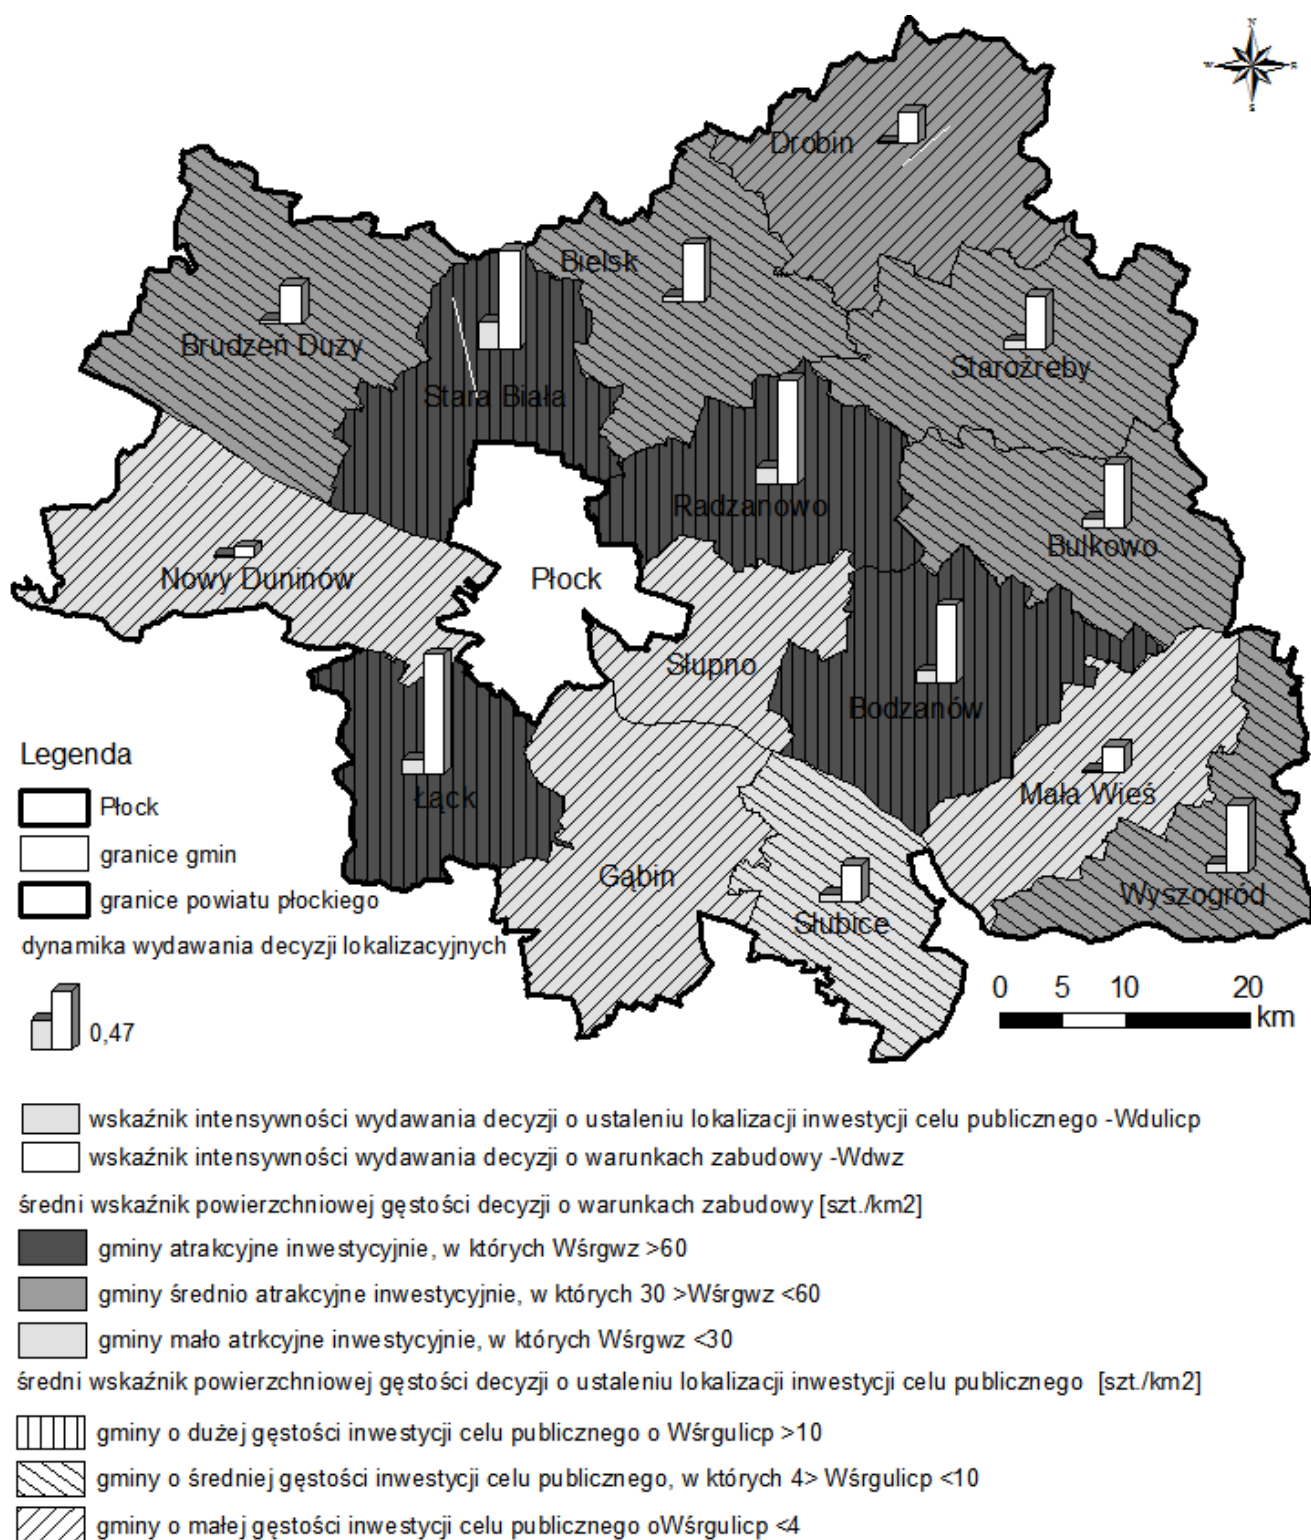 N
W
E
S
Drobin
Bielsk
Brudzeń Duży
Staroźreby
Stara Biała
Radzanowo
Bulkowo
Nowy Duninów
Płock
Słupno
Bodzanów
Łąck
Mała Wieś
Gąbin
Wyszogród
Słubice
Legenda
Płock
granice gmin
granice powiatu płockiego
dynamika wydawania decyzji lokalizacyjnych
0,47
0 5 10 20
km
wskaźnik intensywności wydawania decyzji o ustaleniu lokalizacji inwestycji celu publicznego -Wdulicp
wskaźnik intensywności wydawania decyzji o warunkach zabudowy -Wdwz
średni wskaźnik powierzchniowej gęstości decyzji o warunkach zabudowy [szt./km2]
gminy atrakcyjne inwestycyjnie, w których Wśrgwz >60
gminy średnio atrakcyjne inwestycyjnie, w których 30 >Wśrgwz <60
gminy mało atrkcyjne inwestycyjnie, w których Wśrgwz <30
średni wskaźnik powierzchniowej gęstości decyzji o ustaleniu lokalizacji inwestycji celu publicznego [szt./km2]
gminy o dużej gęstości inwestycji celu publicznego o Wśrgulicp >10
gminy o średniej gęstości inwestycji celu publicznego, w których 4> Wśrgulicp <10
gminy o małej gęstości inwestycji celu publicznego oWśrgulicp <4